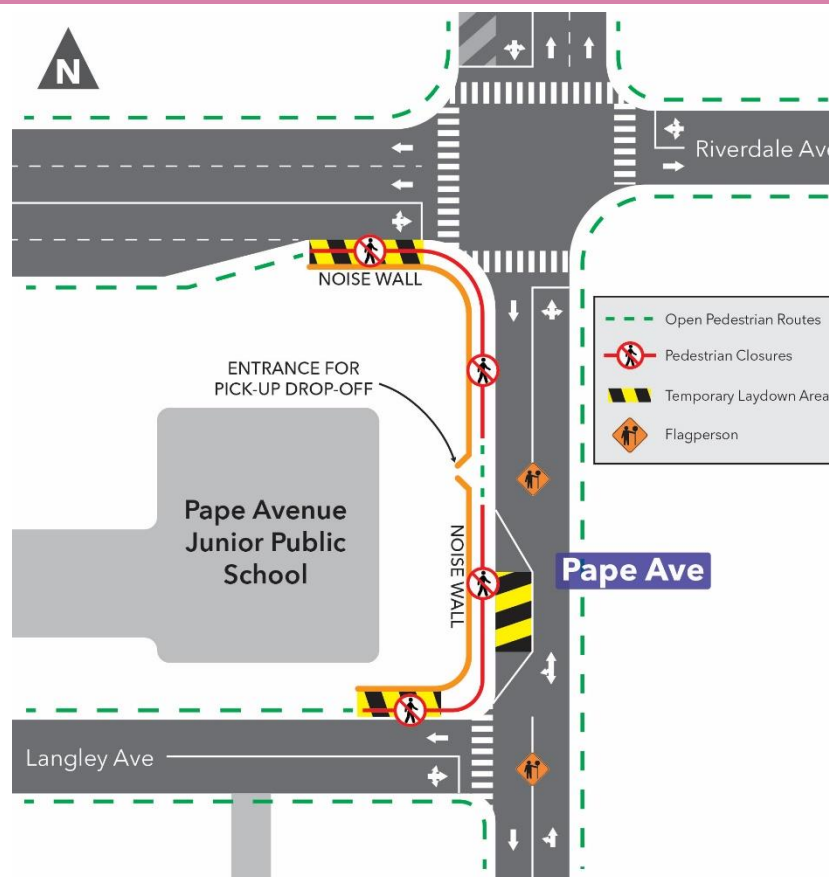 N
Riverdale Ave
NOISE WALL
ENTRANCE FOR
PICK-UP DROP-OFF
Open Pedestrian Routes
Pedestrian Closures
Temporary Laydown Area
Flagperson
Pape Avenue
Junior Public
School
NOISE WALL
Pape Ave
Langley Ave